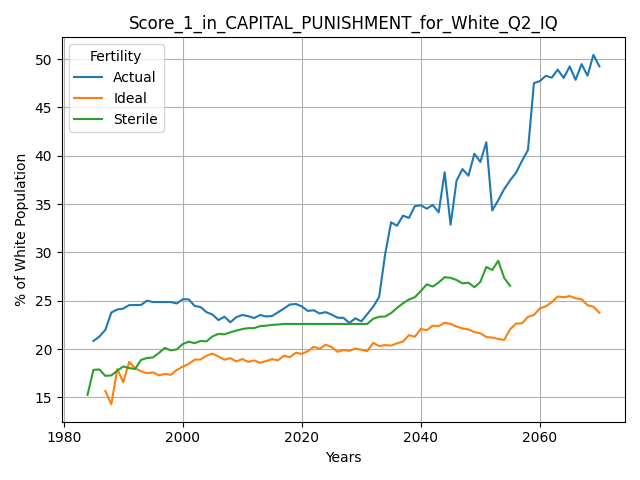 Score_1_in_CAPITAL_PUNISHMENT_for_White_Q2_IQ
Fertility
Actual
Ideal
Sterile
% of White Population
50
45
40
35
30
25
20
15
1980
2000
2020
2040
2060
Years